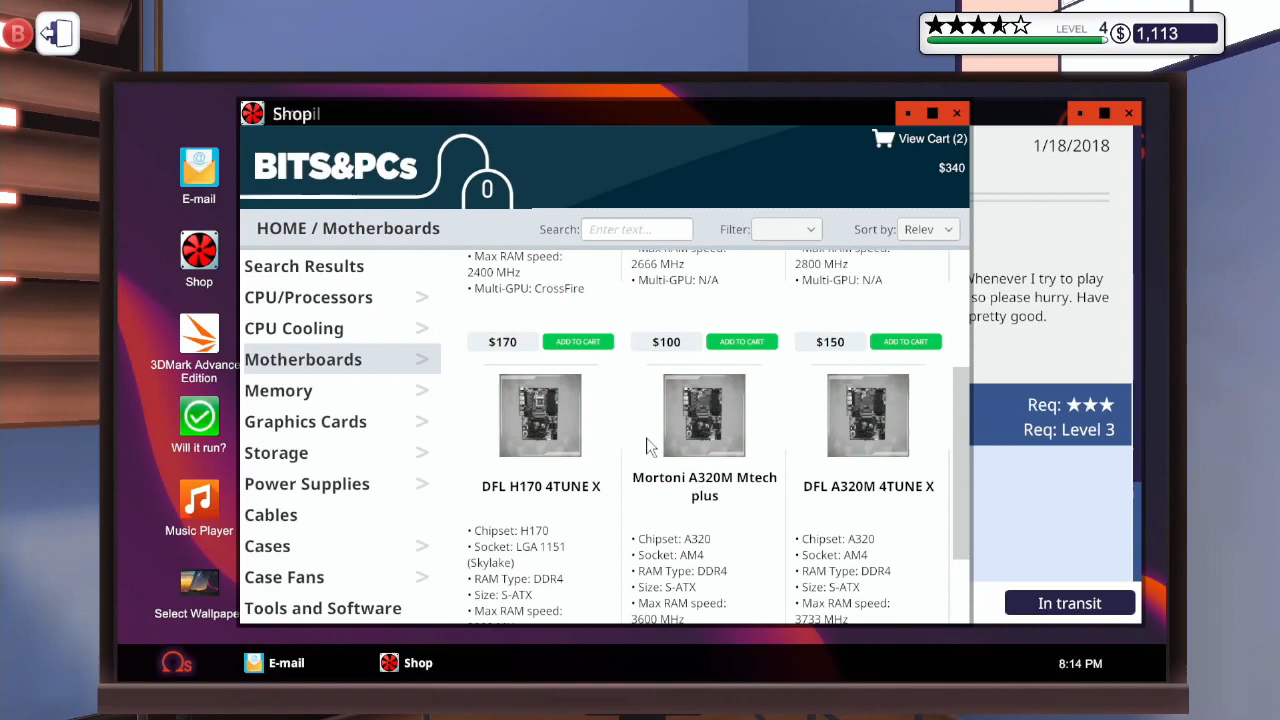 B
LEVEL 4 $ 1,113
Shopil
BITS&PCs
0
View Cart (2)
$340
1/18/2018
HOME / Motherboards
Search: Enter text...
Filter:
Sort by: Relev
E-mail
Shop
3DMark Advance
Edition
Will it run?
Music Player
Select Wallpape
Search Results
CPU/Processors >
CPU Cooling >
Motherboards >
Memory >
Graphics Cards >
Storage >
Power Supplies >
Cables
Cases >
Case Fans >
Tools and Software
• Max RAM speed:
2400 MHz
• Multi-GPU: CrossFire
$170 ADD TO CART
2666 MHz
• Multi-GPU: N/A
$100 ADD TO CART
2800 MHz
• Multi-GPU: N/A
$150 ADD TO CART
DFL H170 4TUNE X
• Chipset: H170
• Socket: LGA 1151
(Skylake)
• RAM Type: DDR4
• Size: S-ATX
• Max RAM speed:
Mortoni A320M Mtech
plus
• Chipset: A320
• Socket: AM4
• RAM Type: DDR4
• Size: S-ATX
• Max RAM speed:
3600 MHz
DFL A320M 4TUNE X
• Chipset: A320
• Socket: AM4
• RAM Type: DDR4
• Size: S-ATX
• Max RAM speed:
3733 MHz
Whenever I try to play
so please hurry. Have
pretty good.
Req: ★★★
Req: Level 3
In transit
Ωs
E-mail
Shop
8:14 PM